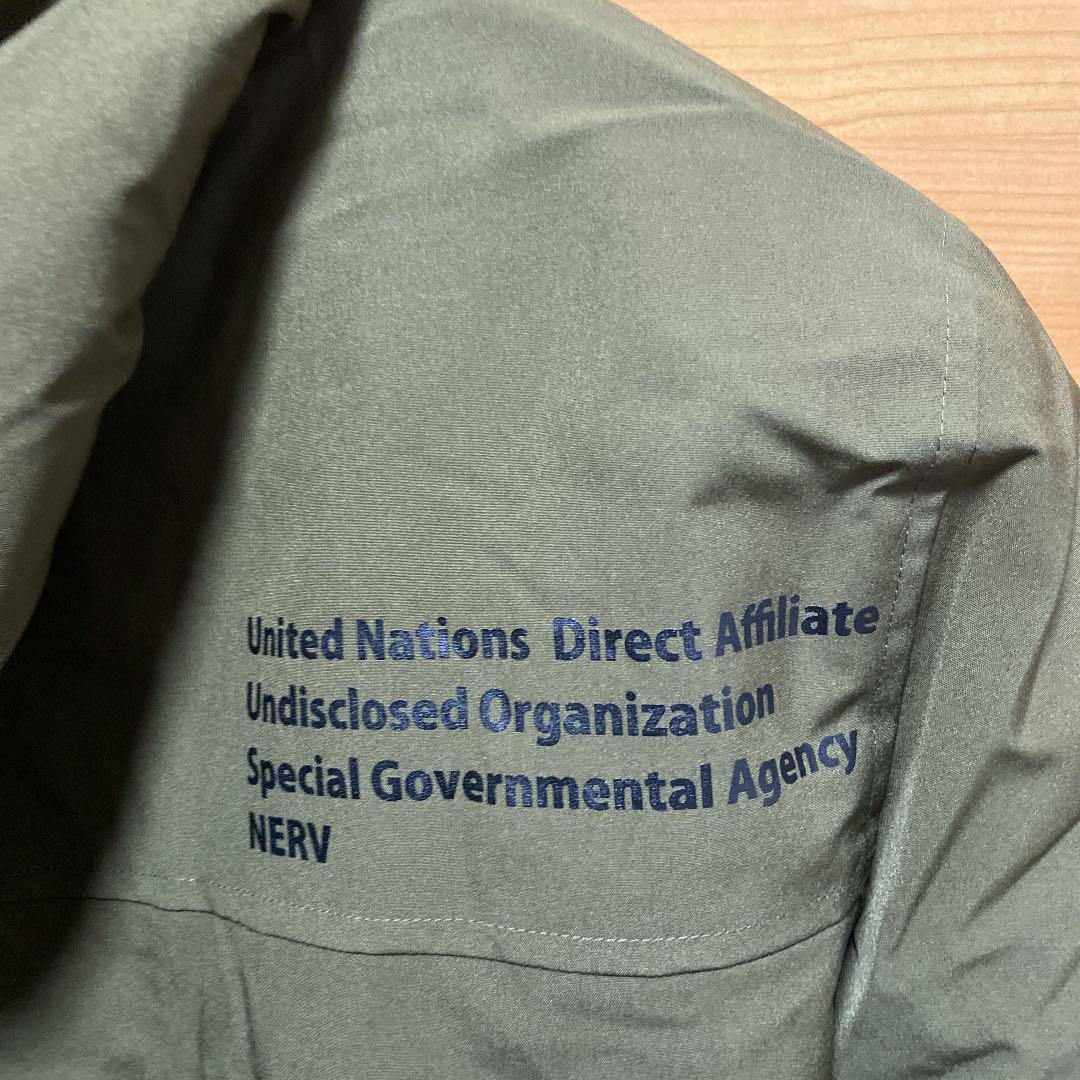 United Nations Direct Affiliate
Undisclosed Organization
Special Governmental Agency
NERV